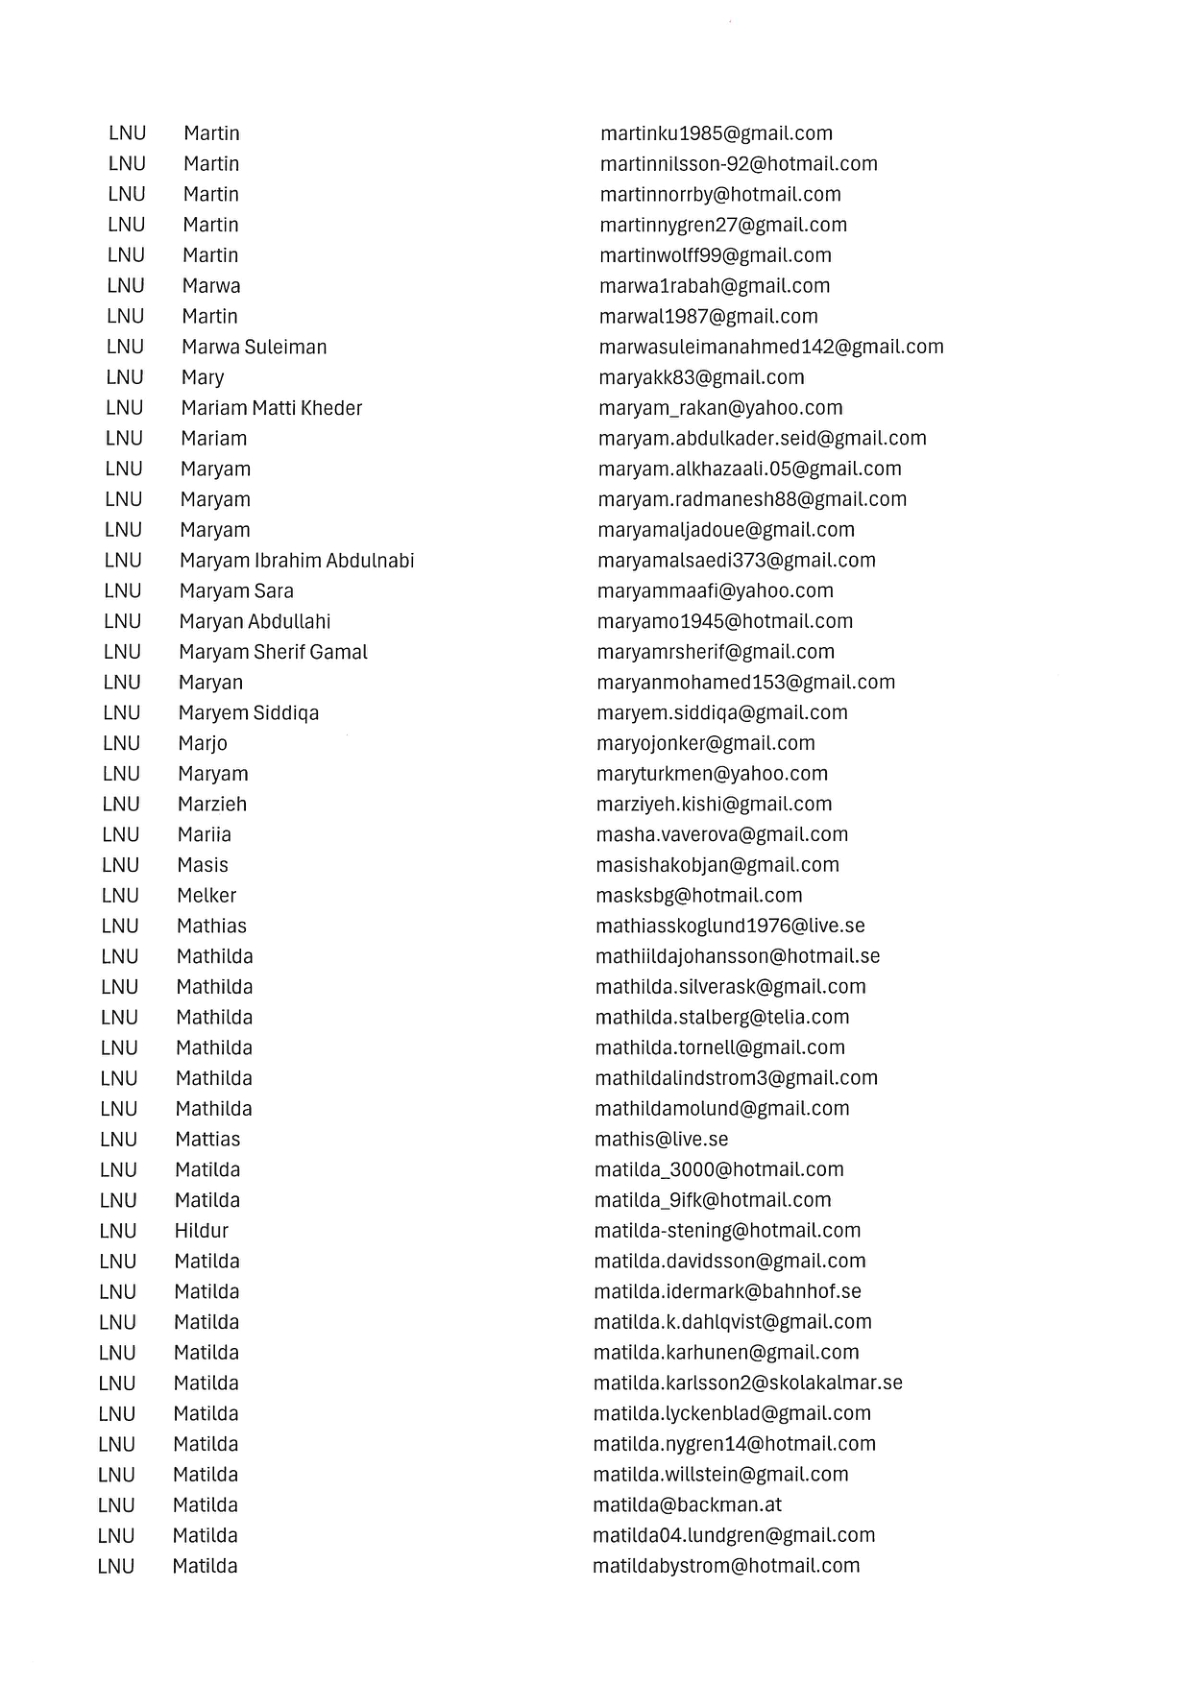 LNU Martin martinku1985@gmail.com
LNU Martin martinnilsson-92@hotmail.com
LNU Martin martinnorrby@hotmail.com
LNU Martin martinnygren27@gmail.com
LNU Martin martinwolff99@gmail.com
LNU Marwa marwa1rabah@gmail.com
LNU Martin marwal1987@gmail.com
LNU Marwa Suleiman marwasuleimanahmed142@gmail.com
LNU Mary maryakk83@gmail.com
LNU Mariam Matti Kheder maryam_rakan@yahoo.com
LNU Mariam maryam.abdulkader.seid@gmail.com
LNU Maryam maryam.alkhazaali.05@gmail.com
LNU Maryam maryam.radmanesh88@gmail.com
LNU Maryam maryamaljadoue@gmail.com
LNU Maryam Ibrahim Abdulnabi maryamalsaedi373@gmail.com
LNU Maryam Sara maryammaafi@yahoo.com
LNU Maryan Abdullahi maryamo1945@hotmail.com
LNU Maryam Sherif Gamal maryamrsherif@gmail.com
LNU Maryan maryanmohamed153@gmail.com
LNU Maryem Siddiqa maryem.siddiqa@gmail.com
LNU Marjo maryojonker@gmail.com
LNU Maryam maryturkmen@yahoo.com
LNU Marzieh marziyeh.kishi@gmail.com
LNU Mariia masha.vaverova@gmail.com
LNU Masis masishakobjan@gmail.com
LNU Melker masksbg@hotmail.com
LNU Mathias mathiasskoglund1976@live.se
LNU Mathilda mathiildajohansson@hotmail.se
LNU Mathilda mathilda.silverask@gmail.com
LNU Mathilda mathilda.stalberg@telia.com
LNU Mathilda mathilda.tornell@gmail.com
LNU Mathilda mathildalindstrom3@gmail.com
LNU Mathilda mathildamolund@gmail.com
LNU Mattias mathis@live.se
LNU Matilda matilda_3000@hotmail.com
LNU Matilda matilda_9ifk@hotmail.com
LNU Hildur matilda-stening@hotmail.com
LNU Matilda matilda.davidsson@gmail.com
LNU Matilda matilda.idermark@bahnhof.se
LNU Matilda matilda.k.dahlqvist@gmail.com
LNU Matilda matilda.karhunen@gmail.com
LNU Matilda matilda.karlsson2@skolakalmar.se
LNU Matilda matilda.lyckenblad@gmail.com
LNU Matilda matilda.nygren14@hotmail.com
LNU Matilda matilda.willstein@gmail.com
LNU Matilda matilda@backman.at
LNU Matilda matilda04.lundgren@gmail.com
LNU Matilda matildabystrom@hotmail.com